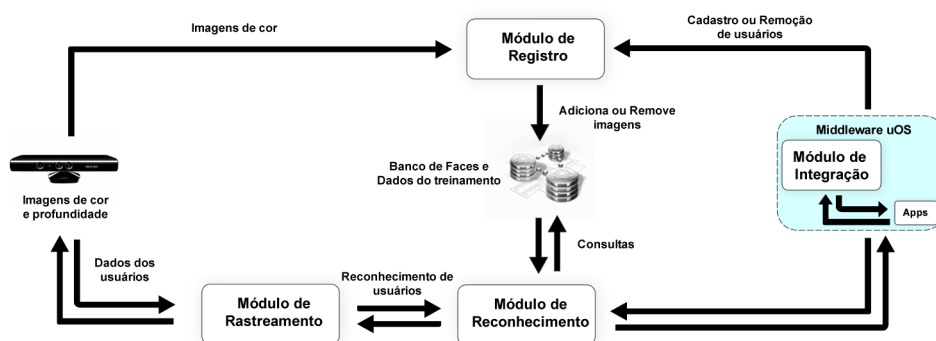 Imagens de cor
Módulo de
Registro
Cadastro ou Remoção
de usuários
Adiciona ou Remove
imagens
Middleware uOS
Módulo de
Integração
Apps
Banco de Faces e
Dados do treinamento
Imagens de cor
e profundidade
Consultas
Dados dos
usuários
Reconhecimento de
usuários
Módulo de
Rastreamento
Módulo de
Reconhecimento